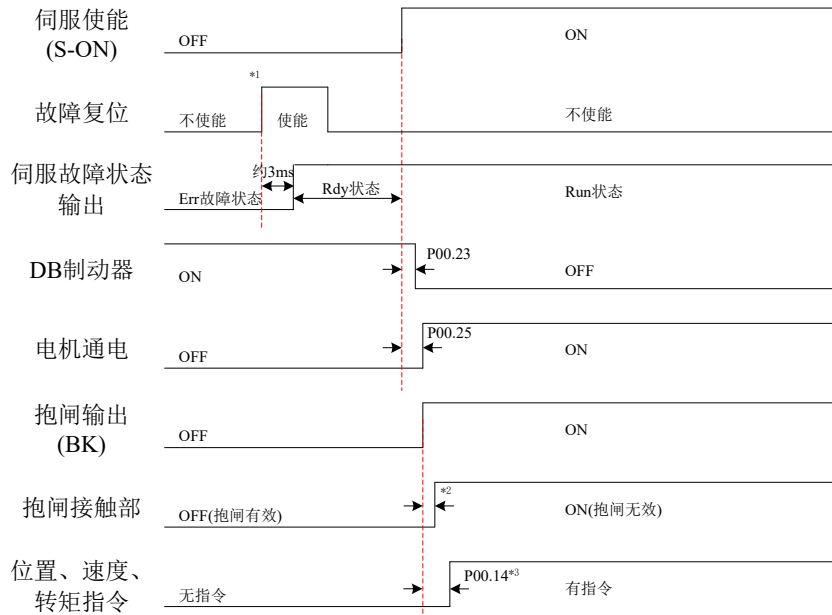 伺服使能
(S-ON)
OFF
ON
*1
故障复位
不使能
使能
不使能
伺服故障状态
输出
约3ms
Err故障状态
Rdy状态
Run状态
DB制动器
ON
P00.23
OFF
电机通电
OFF
P00.25
ON
抱闸输出
(BK)
OFF
ON
抱闸接触部
OFF(抱闸有效)
*2
ON(抱闸无效)
位置、速度、
转矩指令
无指令
P00.14*3
有指令